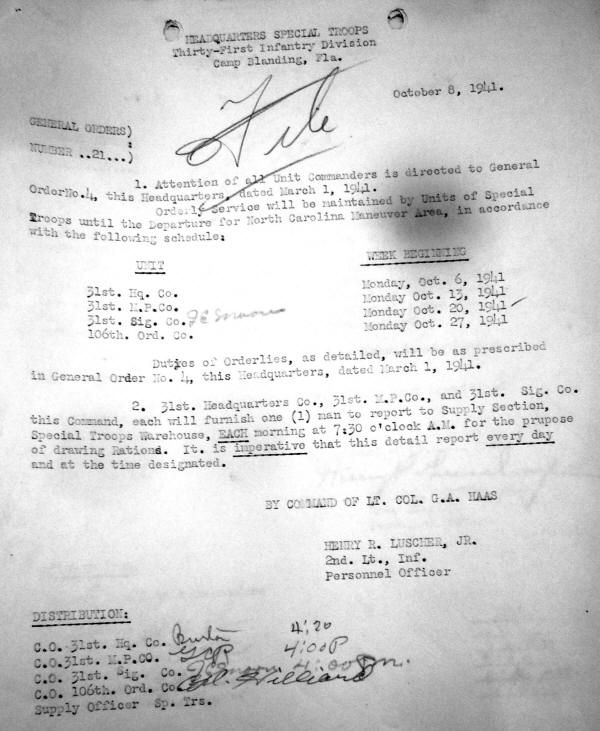 HEADQUARTERS SPECIAL TROOPS
Thirty-First Infantry Division
Camp Blanding, Fla.
October 8, 1941.
File
GENERAL ORDERS)
:
NUMBER ..21...)
1. Attention of all Unit Commanders is directed to General
OrderNo.4, this Headquarters, dated March 1, 1941.
Orderly Service will be maintained by Units of Special
Troops until the Departure for North Carolina Maneuver Area, in accordance
with the following schedule:
UNIT WEEK BEGINNING
31st. Hq. Co. Monday, Oct. 6, 1941
31st. M.P.Co. Monday Oct. 13, 1941
31st. Sig. Co. Monday Oct. 20, 1941
106th. Ord. Co. Monday Oct. 27, 1941
Duties of Orderlies, as detailed, will be as prescribed
in General Order No. 4, this Headquarters, dated March 1, 1941.
2. 31st. Headquarters Co., 31st. M.P.Co., and 31st. Sig. Co.
this Command, each will furnish one (1) man to report to Supply Section,
Special Troops Warehouse, EACH morning at 7:30 o'clock A.M. for the prupose
of drawing Rations. It. is imperative that this detail report every day
and at the time designated.
BY COMMAND OF LT. COL. G.A. HAAS
HENRY R. LUSCHER, JR.
2nd. Lt., Inf.
Personnel Officer
DISTRIBUTION:
C.O. 31st. Hq. Co. 4:20
C.O.31st. M.P.CO. 4:00P
C.O. 31st. Sig. Co. 4:00 Pm.
C.O. 106th. Ord. Co.
Supply Officer Sp. Trs.